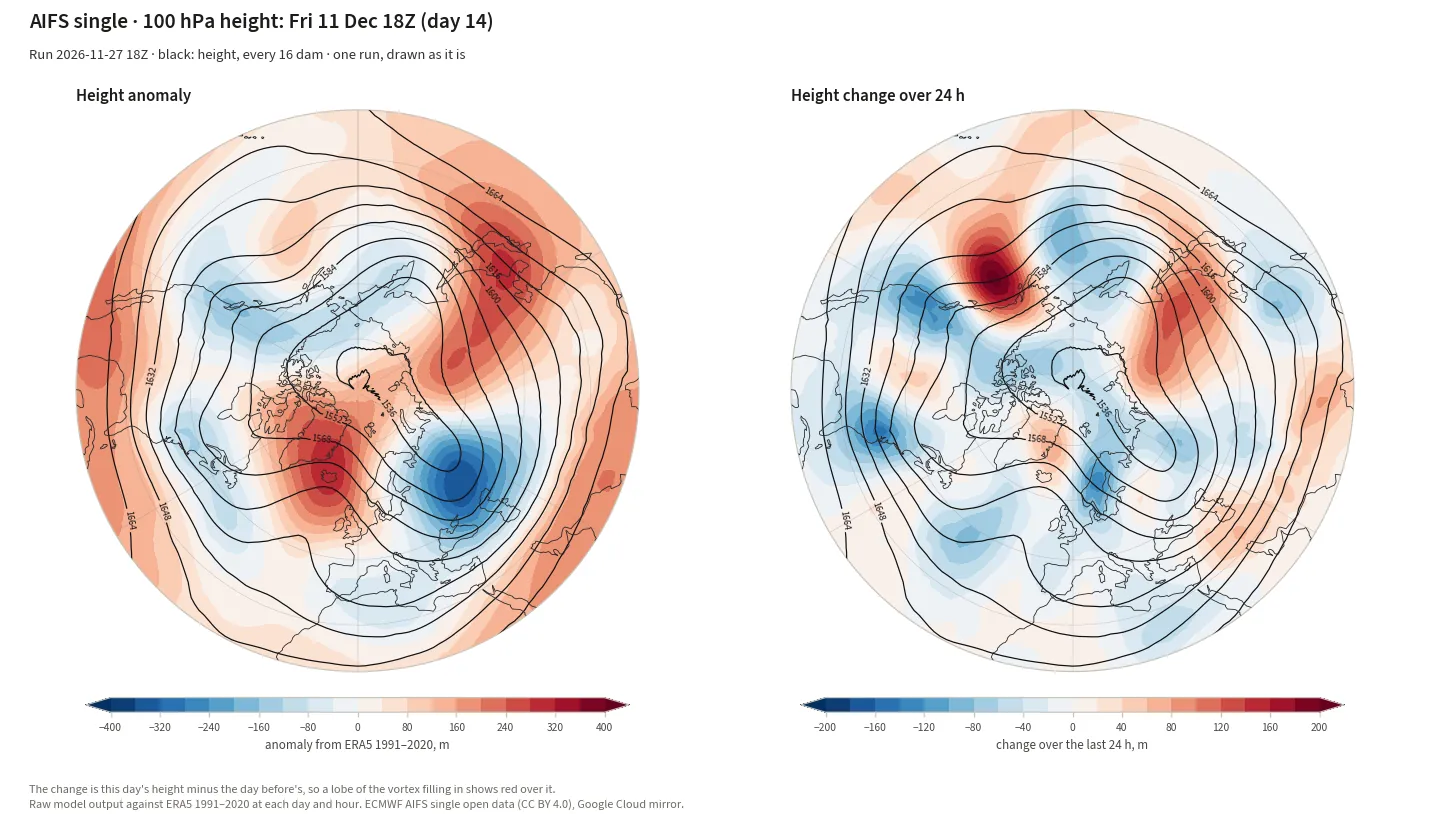 AIFS single · 100 hPa height: Fri 11 Dec 18Z (day 14)
Run 2026-11-27 18Z · black: height, every 16 dam · one run, drawn as it is
Height anomaly
Height change over 24 h
1664
1584
1616
1600
1632
1536
1552
1568
1664
1648
1664
1584
1616
1600
1632
1536
1552
1568
1664
1648
−400 −320 −240 −160 −80 0 80 160 240 320 400
anomaly from ERA5 1991–2020, m
−200 −160 −120 −80 −40 0 40 80 120 160 200
change over the last 24 h, m
The change is this day's height minus the day before's, so a lobe of the vortex filling in shows red over it.
Raw model output against ERA5 1991–2020 at each day and hour. ECMWF AIFS single open data (CC BY 4.0), Google Cloud mirror.